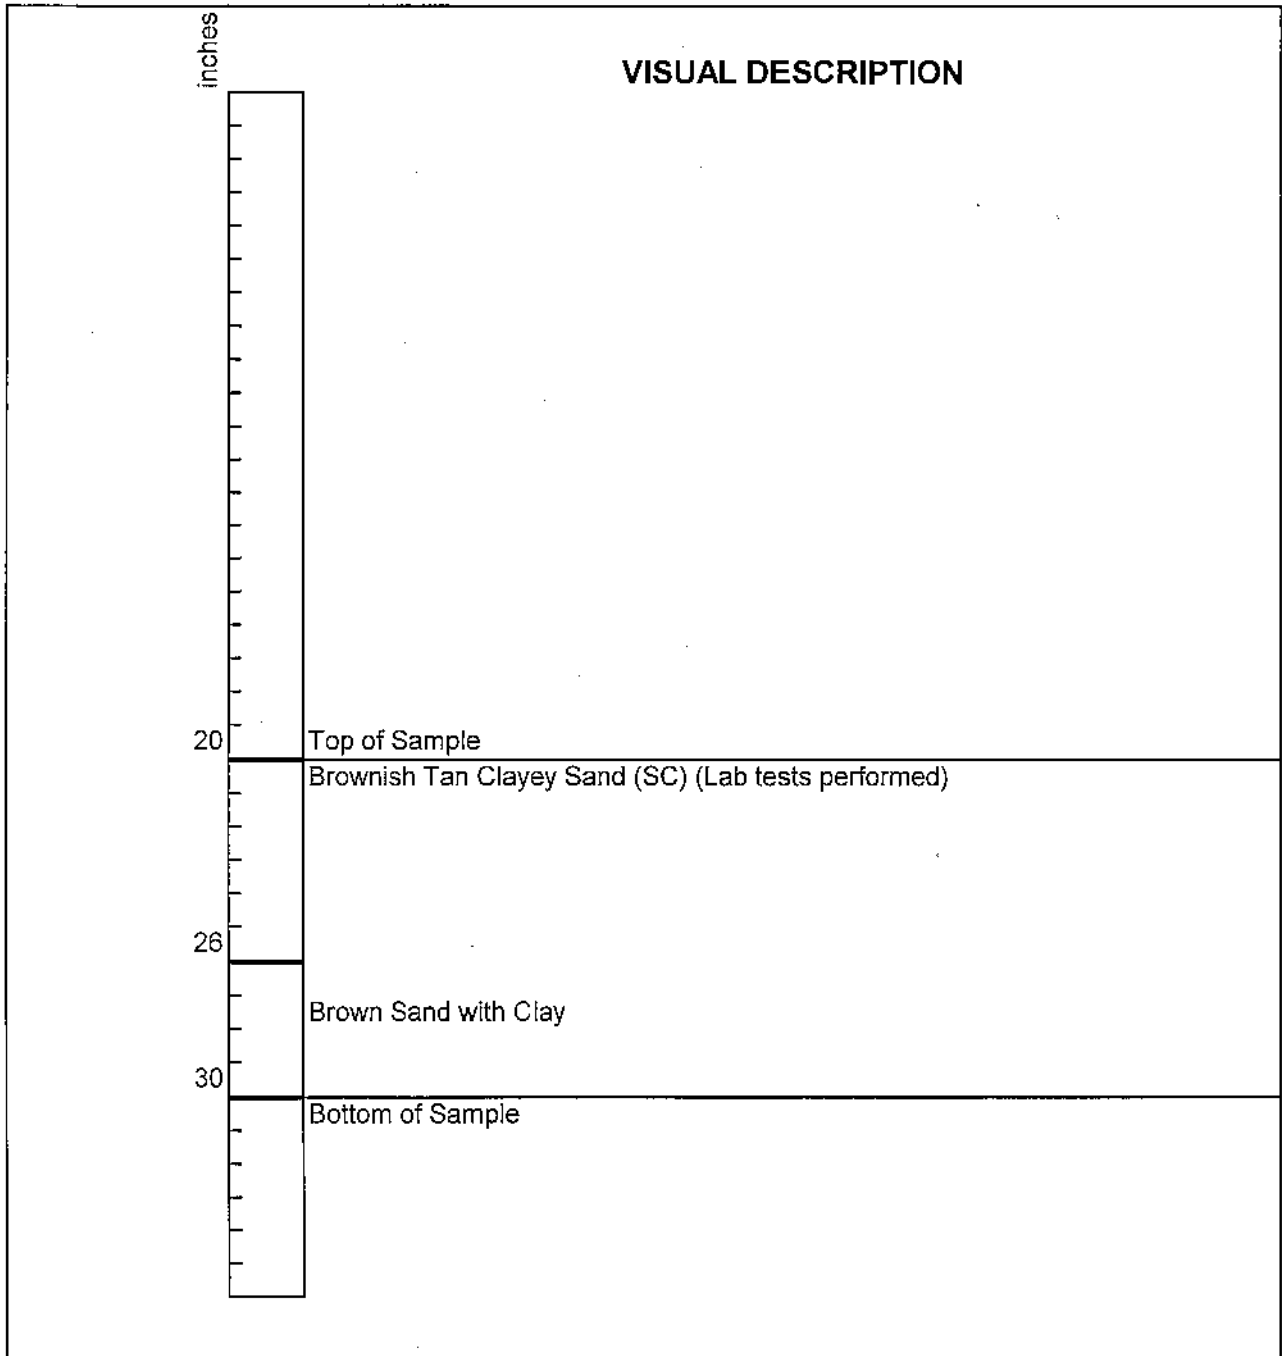 inches
VISUAL DESCRIPTION
20
Top of Sample
Brownish Tan Clayey Sand (SC) (Lab tests performed)
26
Brown Sand with Clay
30
Bottom of Sample